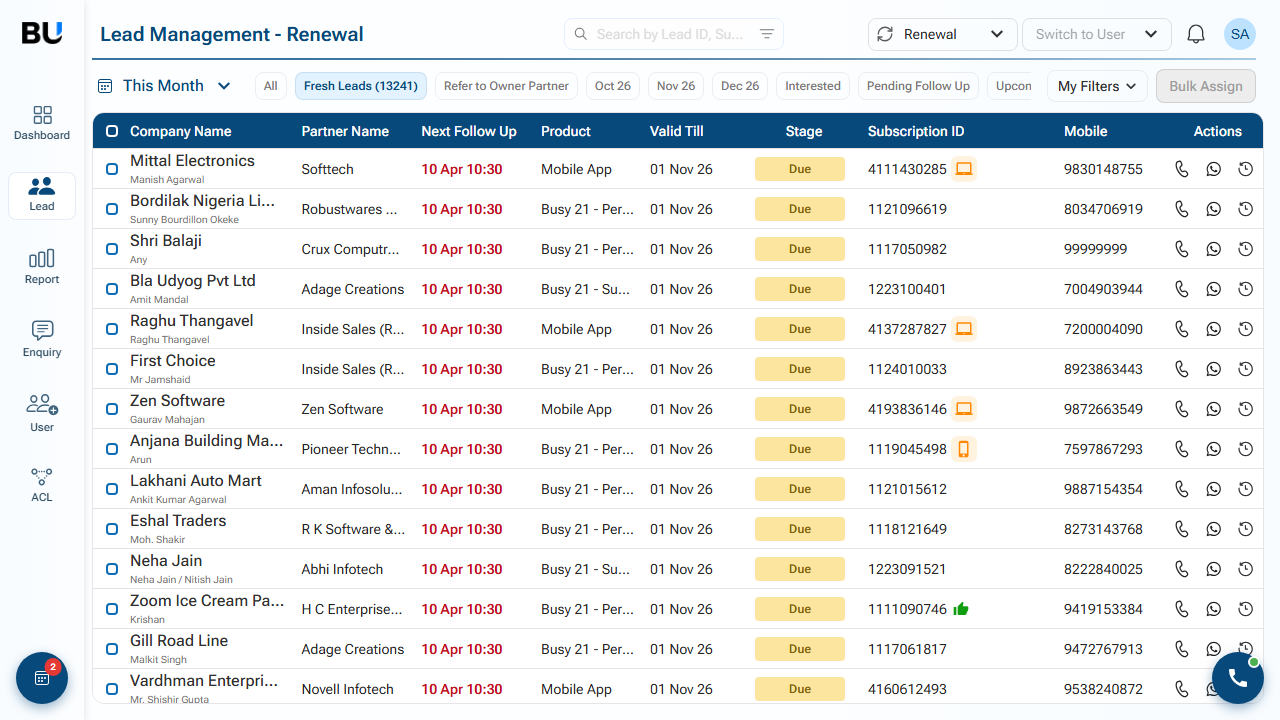 BU
Lead Management - Renewal
Search by Lead ID, Su...
Renewal
Switch to User
SA
This Month
All
Fresh Leads (13241)
Refer to Owner Partner
Oct 26
Nov 26
Dec 26
Interested
Pending Follow Up
Upcon
My Filters
Bulk Assign
Dashboard
Lead
Report
Enquiry
User
ACL
2
Company Name Partner Name Next Follow Up Product Valid Till Stage Subscription ID Mobile Actions
Mittal Electronics
Manish Agarwal
Softtech 10 Apr 10:30 Mobile App 01 Nov 26 Due 4111430285 9830148755
Bordilak Nigeria Li...
Sunny Bourdillon Okeke
Robustwares ... 10 Apr 10:30 Busy 21 - Per... 01 Nov 26 Due 1121096619 8034706919
Shri Balaji
Any
Crux Computr... 10 Apr 10:30 Busy 21 - Per... 01 Nov 26 Due 1117050982 99999999
Bla Udyog Pvt Ltd
Amit Mandal
Adage Creations 10 Apr 10:30 Busy 21 - Su... 01 Nov 26 Due 1223100401 7004903944
Raghu Thangavel
Raghu Thangavel
Inside Sales (R... 10 Apr 10:30 Mobile App 01 Nov 26 Due 4137287827 7200004090
First Choice
Mr Jamshaid
Inside Sales (R... 10 Apr 10:30 Busy 21 - Per... 01 Nov 26 Due 1124010033 8923863443
Zen Software
Gaurav Mahajan
Zen Software 10 Apr 10:30 Mobile App 01 Nov 26 Due 4193836146 9872663549
Anjana Building Ma...
Arun
Pioneer Techn... 10 Apr 10:30 Busy 21 - Per... 01 Nov 26 Due 1119045498 7597867293
Lakhani Auto Mart
Ankit Kumar Agarwal
Aman Infosolu... 10 Apr 10:30 Busy 21 - Per... 01 Nov 26 Due 1121015612 9887154354
Eshal Traders
Moh. Shakir
R K Software &... 10 Apr 10:30 Busy 21 - Per... 01 Nov 26 Due 1118121649 8273143768
Neha Jain
Neha Jain / Nitish Jain
Abhi Infotech 10 Apr 10:30 Busy 21 - Su... 01 Nov 26 Due 1223091521 8222840025
Zoom Ice Cream Pa...
Krishan
H C Enterprise... 10 Apr 10:30 Busy 21 - Per... 01 Nov 26 Due 1111090746 9419153384
Gill Road Line
Malkit Singh
Adage Creations 10 Apr 10:30 Busy 21 - Per... 01 Nov 26 Due 1117061817 9472767913
Vardhman Enterpri...
Mr. Shishir Gupta
Novell Infotech 10 Apr 10:30 Mobile App 01 Nov 26 Due 4160612493 9538240872